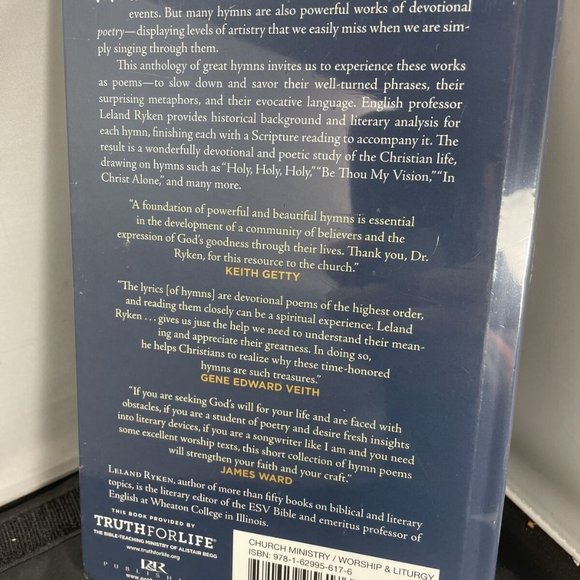 events. But many hymns are also powerful works of devotional
poetry—displaying levels of artistry that we easily miss when we are sim-
ply singing through them.
This anthology of great hymns invites us to experience these works
as poems—to slow down and savor their well-turned phrases, their
surprising metaphors, and their evocative language. English professor
Leland Ryken provides historical background and literary analysis for
each hymn, finishing each with a Scripture reading to accompany it. The
result is a wonderfully devotional and poetic study of the Christian life,
drawing on hymns such as “Holy, Holy, Holy,” “Be Thou My Vision,” “In
Christ Alone,” and many more.
“A foundation of powerful and beautiful hymns is essential
in the development of a community of believers and the
expression of God’s goodness through their lives. Thank you, Dr.
Ryken, for this resource to the church.”
KEITH GETTY
“The lyrics [of hymns] are devotional poems of the highest order,
and reading them closely can be a spiritual experience. Leland
Ryken . . . gives us just the help we need to understand their mean-
ing and appreciate their greatness. In doing so,
he helps Christians to realize why these time-honored
hymns are such treasures.”
GENE EDWARD VEITH
“If you are seeking God’s will for your life and are faced with
obstacles, if you are a student of poetry and desire fresh insights
into literary devices, if you are a songwriter like I am and you need
some excellent worship texts, this short collection of hymn poems
will strengthen your faith and your craft.”
JAMES WARD
LELAND RYKEN, author of more than fifty books on biblical and literary
topics, is the literary editor of the ESV Bible and emeritus professor of
English at Wheaton College in Illinois.
THIS BOOK PROVIDED BY
TRUTHFORLIFE
THE BIBLE-TEACHING MINISTRY OF ALISTAIR BEGG
www.truthforlife.org
P&R
CHURCH MINISTRY / WORSHIP & LITURGY
ISBN: 978-1-62995-617-6